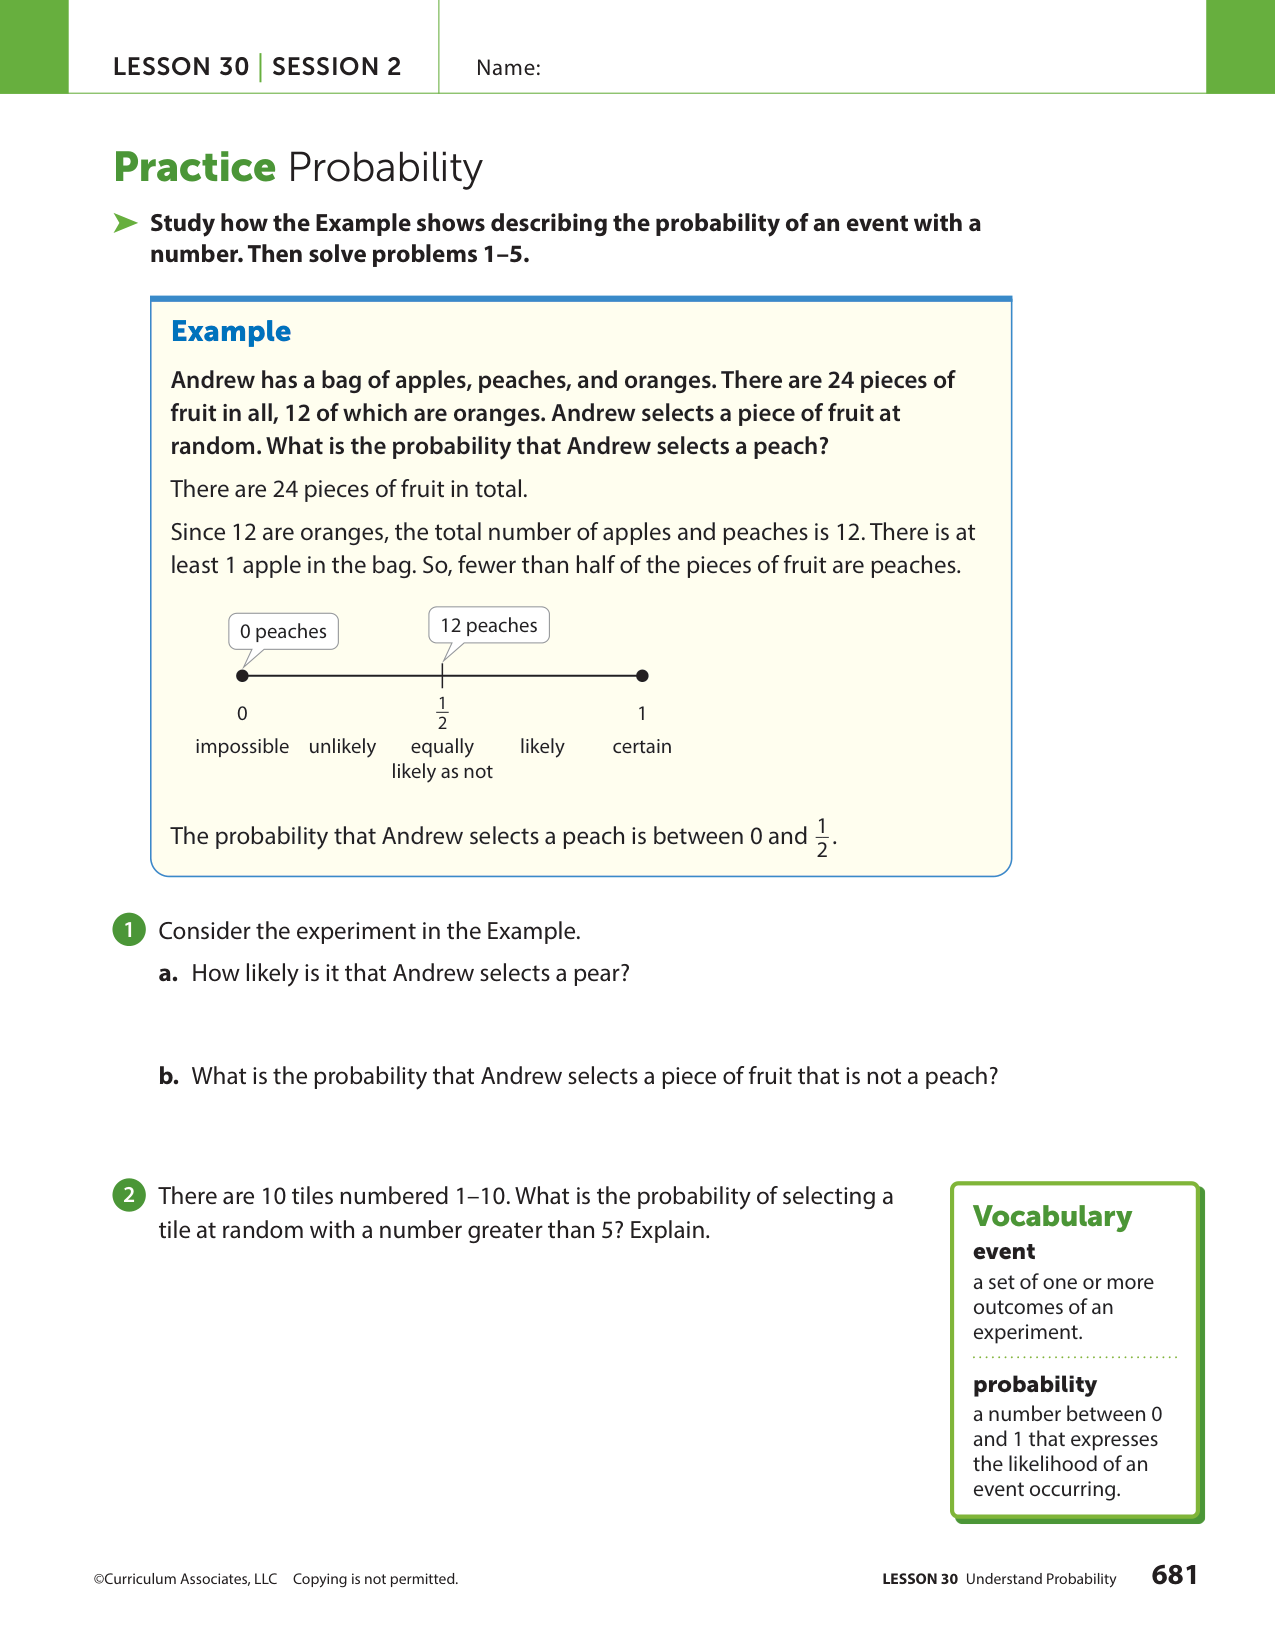 LESSON 30 | SESSION 2
Name:
Practice Probability
Study how the Example shows describing the probability of an event with a
number. Then solve problems 1–5.
Example
Andrew has a bag of apples, peaches, and oranges. There are 24 pieces of
fruit in all, 12 of which are oranges. Andrew selects a piece of fruit at
random. What is the probability that Andrew selects a peach?
There are 24 pieces of fruit in total.
Since 12 are oranges, the total number of apples and peaches is 12. There is at
least 1 apple in the bag. So, fewer than half of the pieces of fruit are peaches.
0 peaches
12 peaches
0 1/2 1
impossible unlikely equally likely certain
likely as not
The probability that Andrew selects a peach is between 0 and 1/2.
1 Consider the experiment in the Example.
a. How likely is it that Andrew selects a pear?
b. What is the probability that Andrew selects a piece of fruit that is not a peach?
2 There are 10 tiles numbered 1–10. What is the probability of selecting a
tile at random with a number greater than 5? Explain.
Vocabulary
event
a set of one or more
outcomes of an
experiment.
probability
a number between 0
and 1 that expresses
the likelihood of an
event occurring.
©Curriculum Associates, LLC Copying is not permitted.
LESSON 30 Understand Probability 681